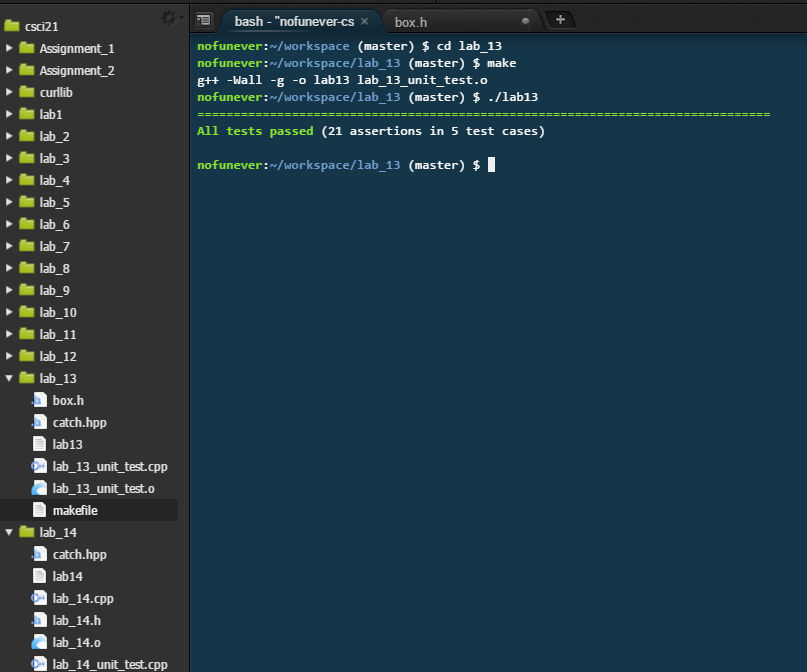 csci21
Assignment_1
Assignment_2
curllib
lab1
lab_2
lab_3
lab_4
lab_5
lab_6
lab_7
lab_8
lab_9
lab_10
lab_11
lab_12
lab_13
box.h
catch.hpp
lab13
lab_13_unit_test.cpp
lab_13_unit_test.o
makefile
lab_14
catch.hpp
lab14
lab_14.cpp
lab_14.h
lab_14.o
lab_14_unit_test.cpp
bash - "nofunever-cs
box.h
nofunever:~/workspace (master) $ cd lab_13
nofunever:~/workspace/lab_13 (master) $ make
g++ -Wall -g -o lab13 lab_13_unit_test.o
nofunever:~/workspace/lab_13 (master) $ ./lab13
===============================================================================
All tests passed (21 assertions in 5 test cases)
nofunever:~/workspace/lab_13 (master) $